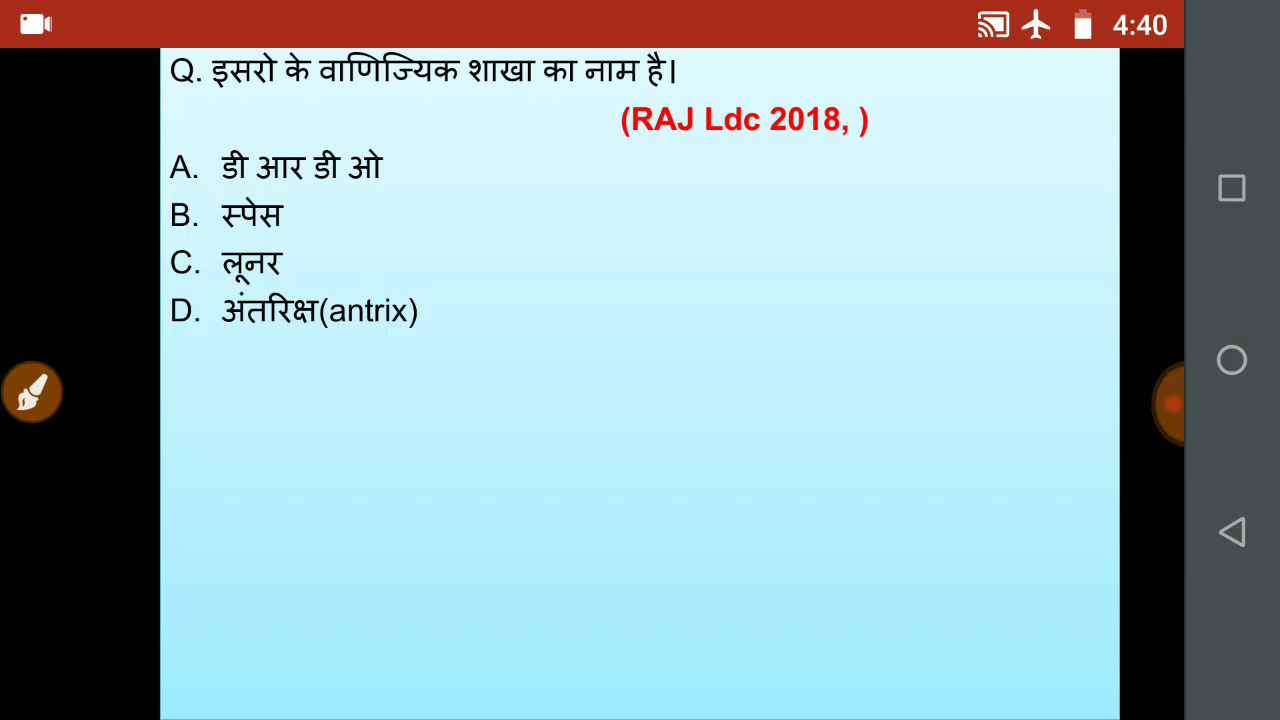 4:40
Q. इसरो के वाणिज्यिक शाखा का नाम है।
(RAJ Ldc 2018, )
A. डी आर डी ओ
B. स्पेस
C. लूनर
D. अंतरिक्ष(antrix)